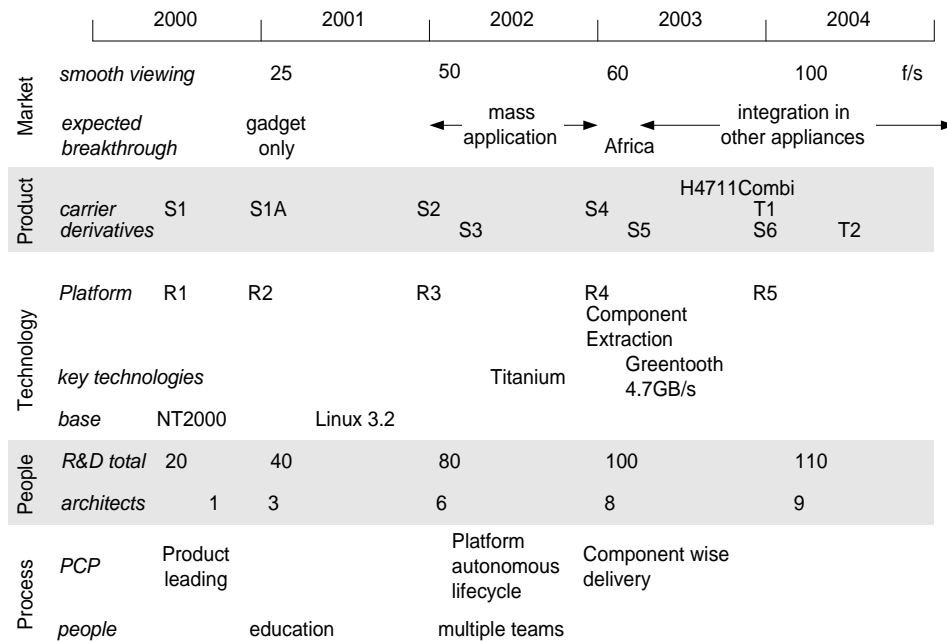 2000 2001 2002 2003 2004
Market
smooth viewing 25 50 60 100 f/s
expected breakthrough
gadget only
mass application
Africa
integration in other appliances
Product
H4711Combi
carrier S1 S1A S2 S4 T1
derivatives S3 S5 S6 T2
Technology
Platform R1 R2 R3 R4 R5
Component
Extraction
Greentooth
key technologies Titanium 4.7GB/s
base NT2000 Linux 3.2
People
R&D total 20 40 80 100 110
architects 1 3 6 8 9
Process
PCP
Product
leading
Platform
autonomous
lifecycle
Component wise
delivery
people education multiple teams